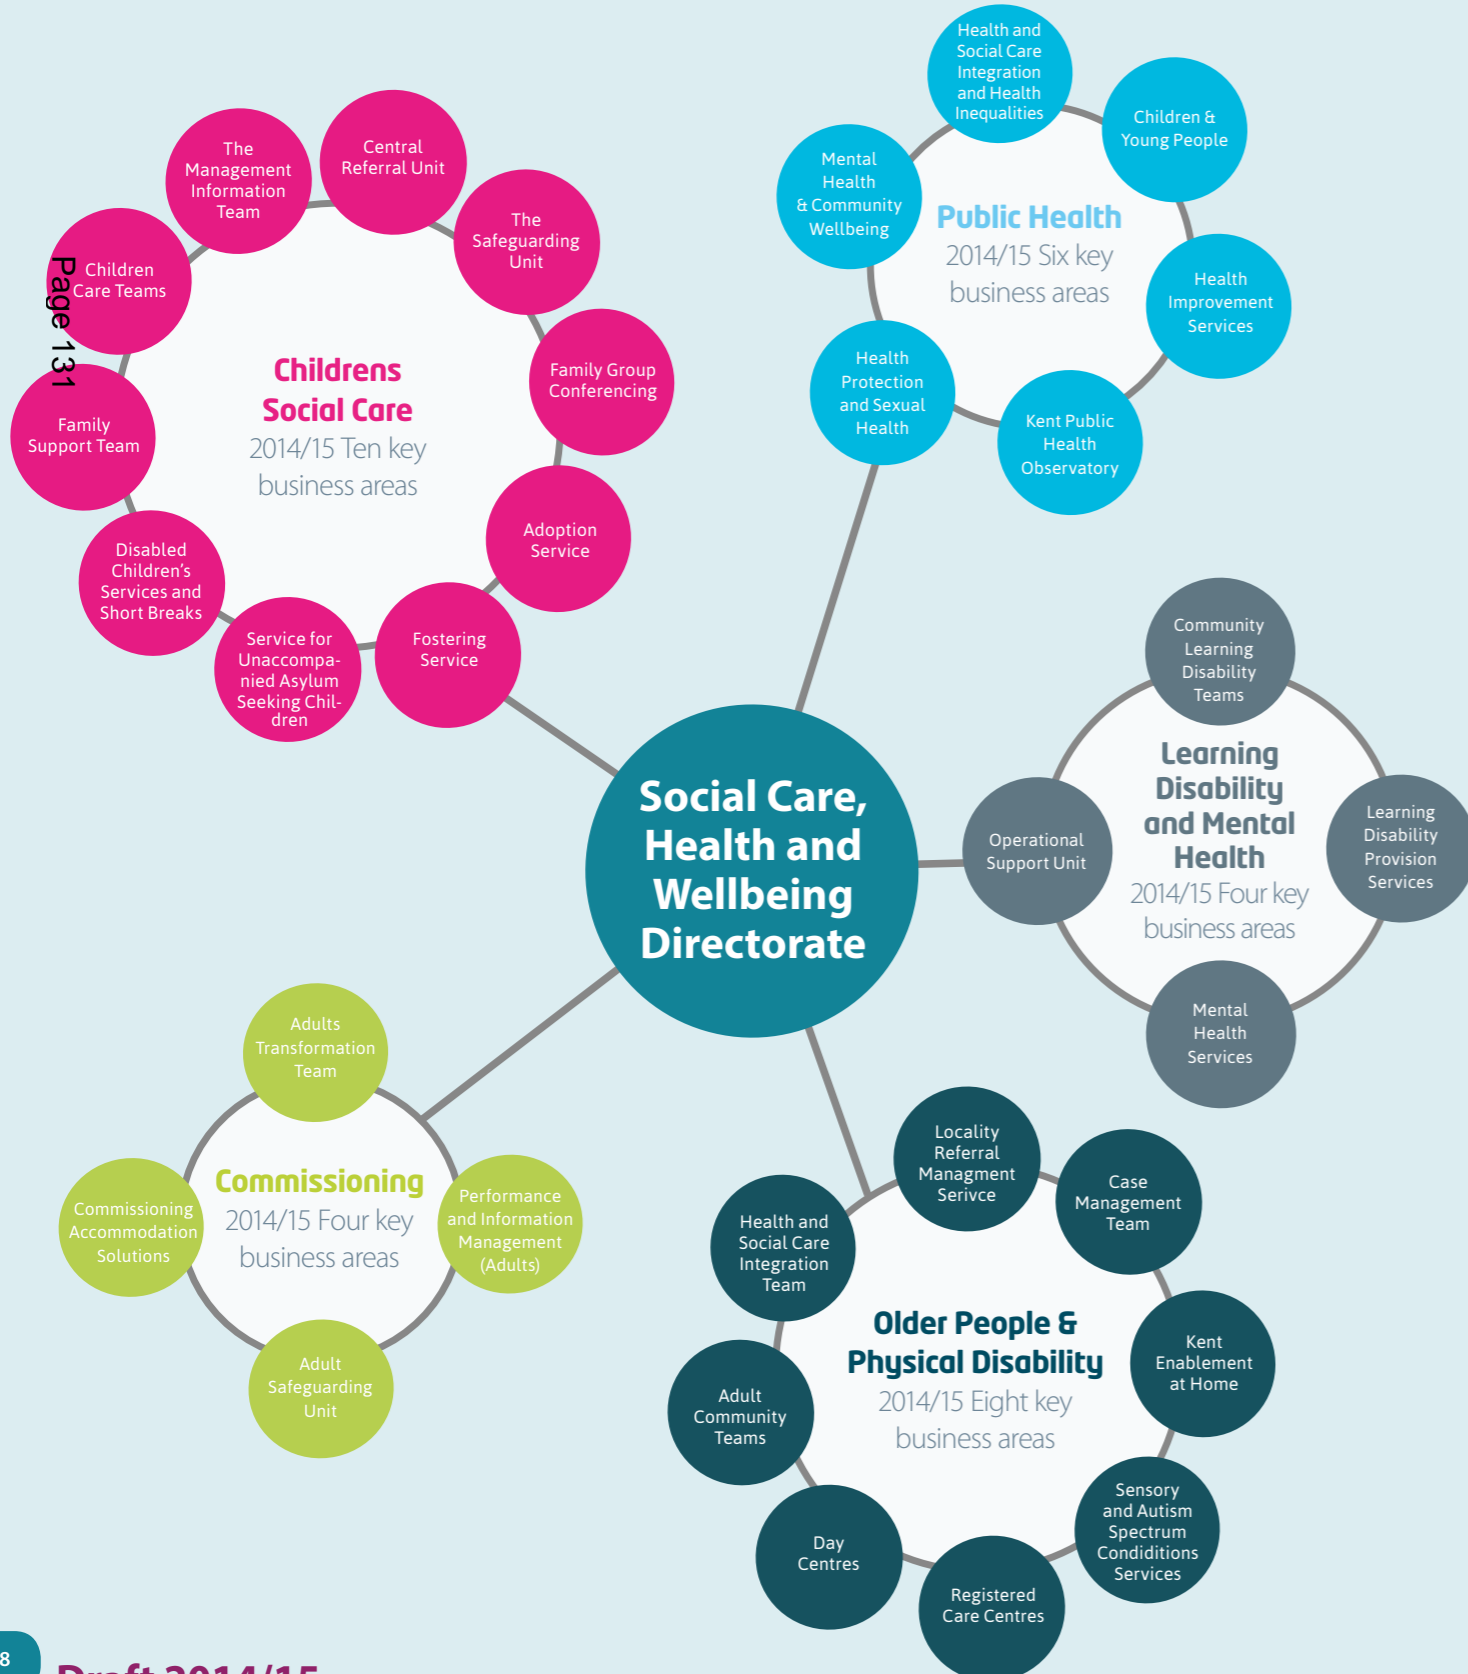 Health and
Social Care
Integration
and Health
Inequalities
Children &
Young People
Mental
Health
& Community
Wellbeing
Public Health
2014/15 Six key
business areas
Health
Improvement
Services
Health
Protection
and Sexual
Health
Kent Public
Health
Observatory
The
Management
Information
Team
Central
Referral Unit
The
Safeguarding
Unit
Children
Care Teams
Page 131
Childrens
Social Care
2014/15 Ten key
business areas
Family Group
Conferencing
Family
Support Team
Adoption
Service
Disabled
Children’s
Services and
Short Breaks
Service for
Unaccompa-
nied Asylum
Seeking Chil-
dren
Fostering
Service
Social Care,
Health and
Wellbeing
Directorate
Community
Learning
Disability
Teams
Learning
Disability
and Mental
Health
2014/15 Four key
business areas
Operational
Support Unit
Learning
Disability
Provision
Services
Mental
Health
Services
Adults
Transformation
Team
Commissioning
2014/15 Four key
business areas
Commissioning
Accommodation
Solutions
Performance
and Information
Management
(Adults)
Adult
Safeguarding
Unit
Locality
Referral
Managment
Serivce
Case
Management
Team
Health and
Social Care
Integration
Team
Older People &
Physical Disability
2014/15 Eight key
business areas
Kent
Enablement
at Home
Adult
Community
Teams
Sensory
and Autism
Spectrum
Condiditions
Services
Day
Centres
Registered
Care Centres
8
Draft 2014/15